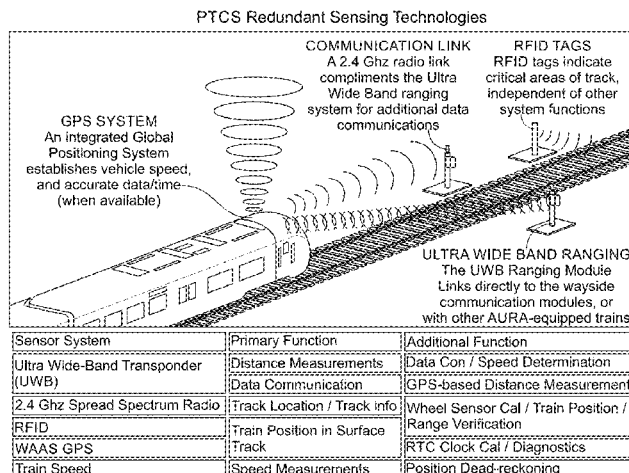 PTCS Redundant Sensing Technologies
COMMUNICATION LINK
A 2.4 Ghz radio link
compliments the Ultra
Wide Band ranging
system for additional data
communications
RFID TAGS
RFID tags indicate
critical areas of track,
independent of other
system functions
GPS SYSTEM
An integrated Global
Positioning System
establishes vehicle speed,
and accurate data/time
(when available)
ULTRA WIDE BAND RANGING
The UWB Ranging Module
Links directly to the wayside
communication modules, or
with other AURA-equipped trains
Sensor System
Primary Function
Additional Function
Ultra Wide-Band Transponder
(UWB)
Distance Measurements
Data Con / Speed Determination
Data Communication
GPS-based Distance Measurement
2.4 Ghz Spread Spectrum Radio
Track Location / Track info
Wheel Sensor Cal / Train Position /
Range Verification
RFID
Train Position in Surface
Track
WAAS GPS
RTC Clock Cal / Diagnostics
Train Speed
Speed Measurements
Position Dead-reckoning